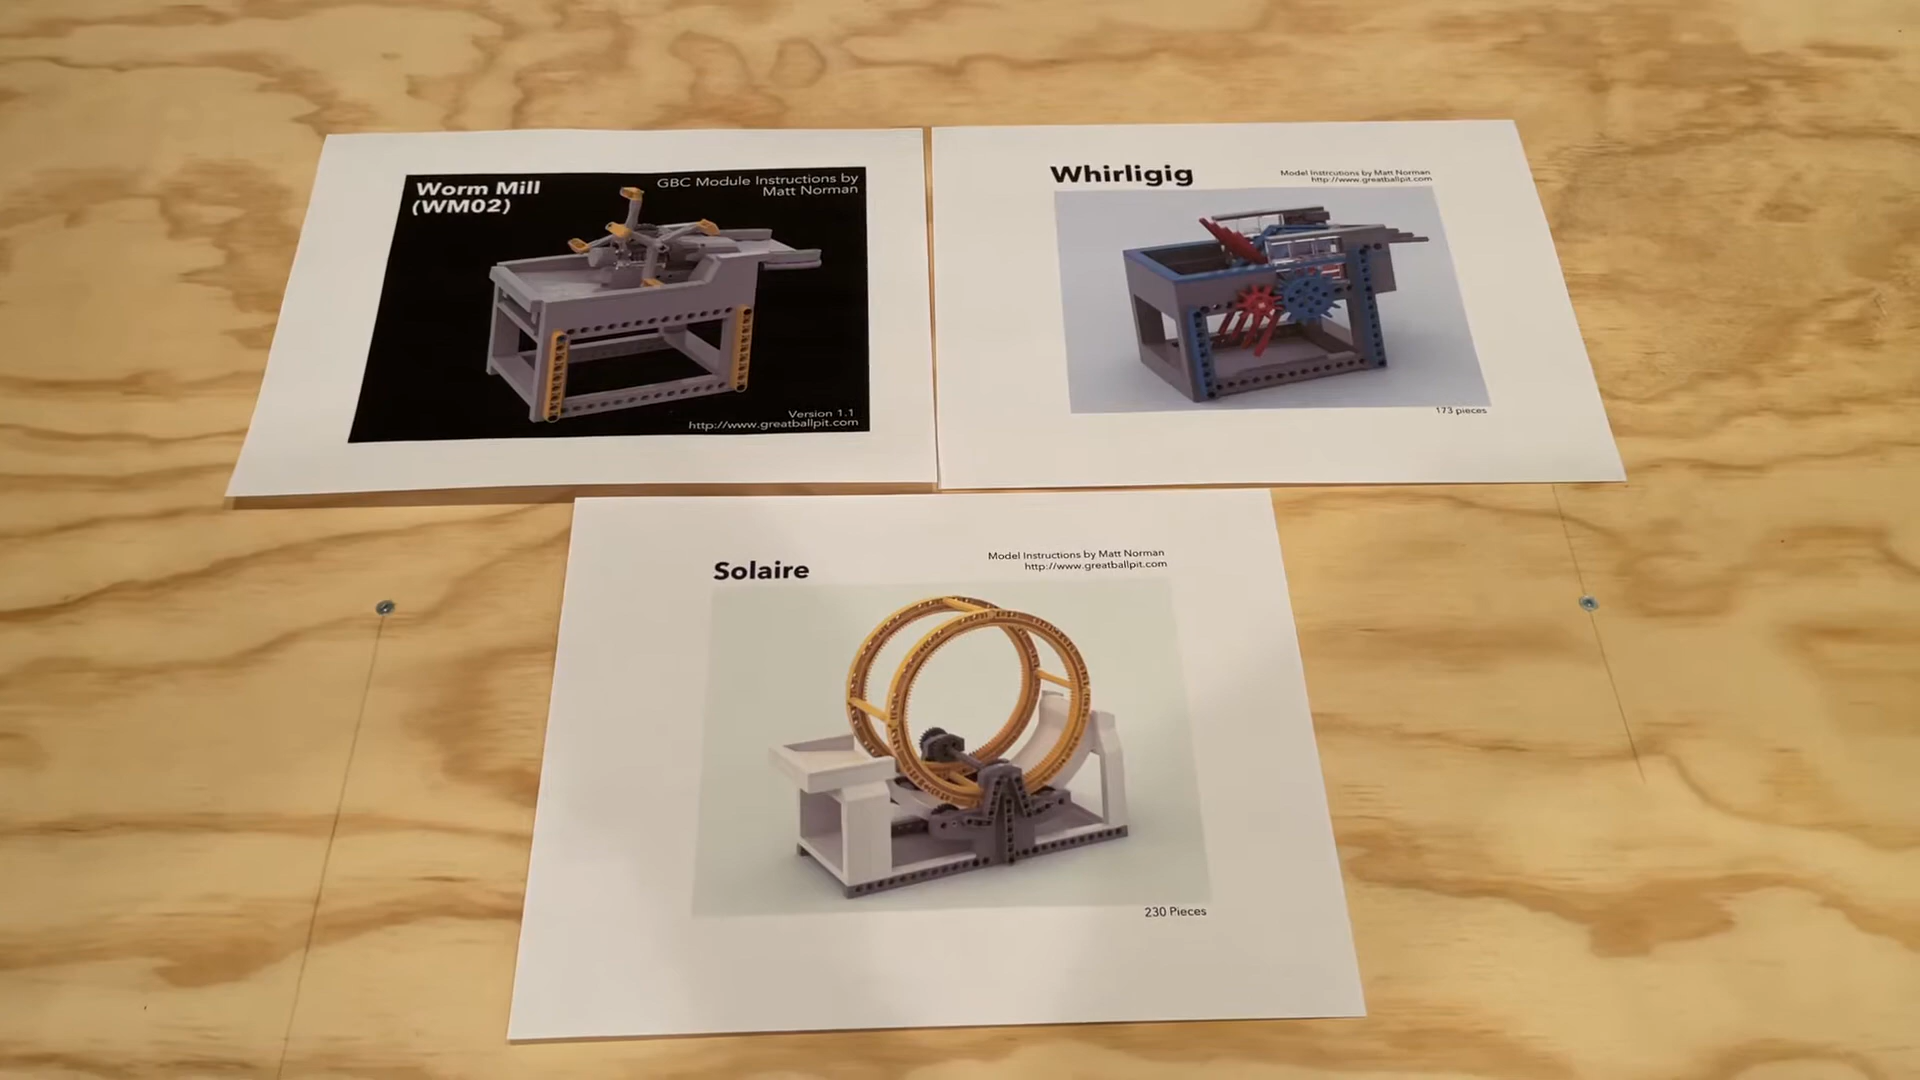 Worm Mill
(WM02)
GBC Module Instructions by
Matt Norman
Version 1.1
http://www.greatballpit.com
Whirligig
Model Instrcutions by Matt Norman
http://www.greatballpit.com
173 pieces
Solaire
Model Instructions by Matt Norman
http://www.greatballpit.com
230 Pieces